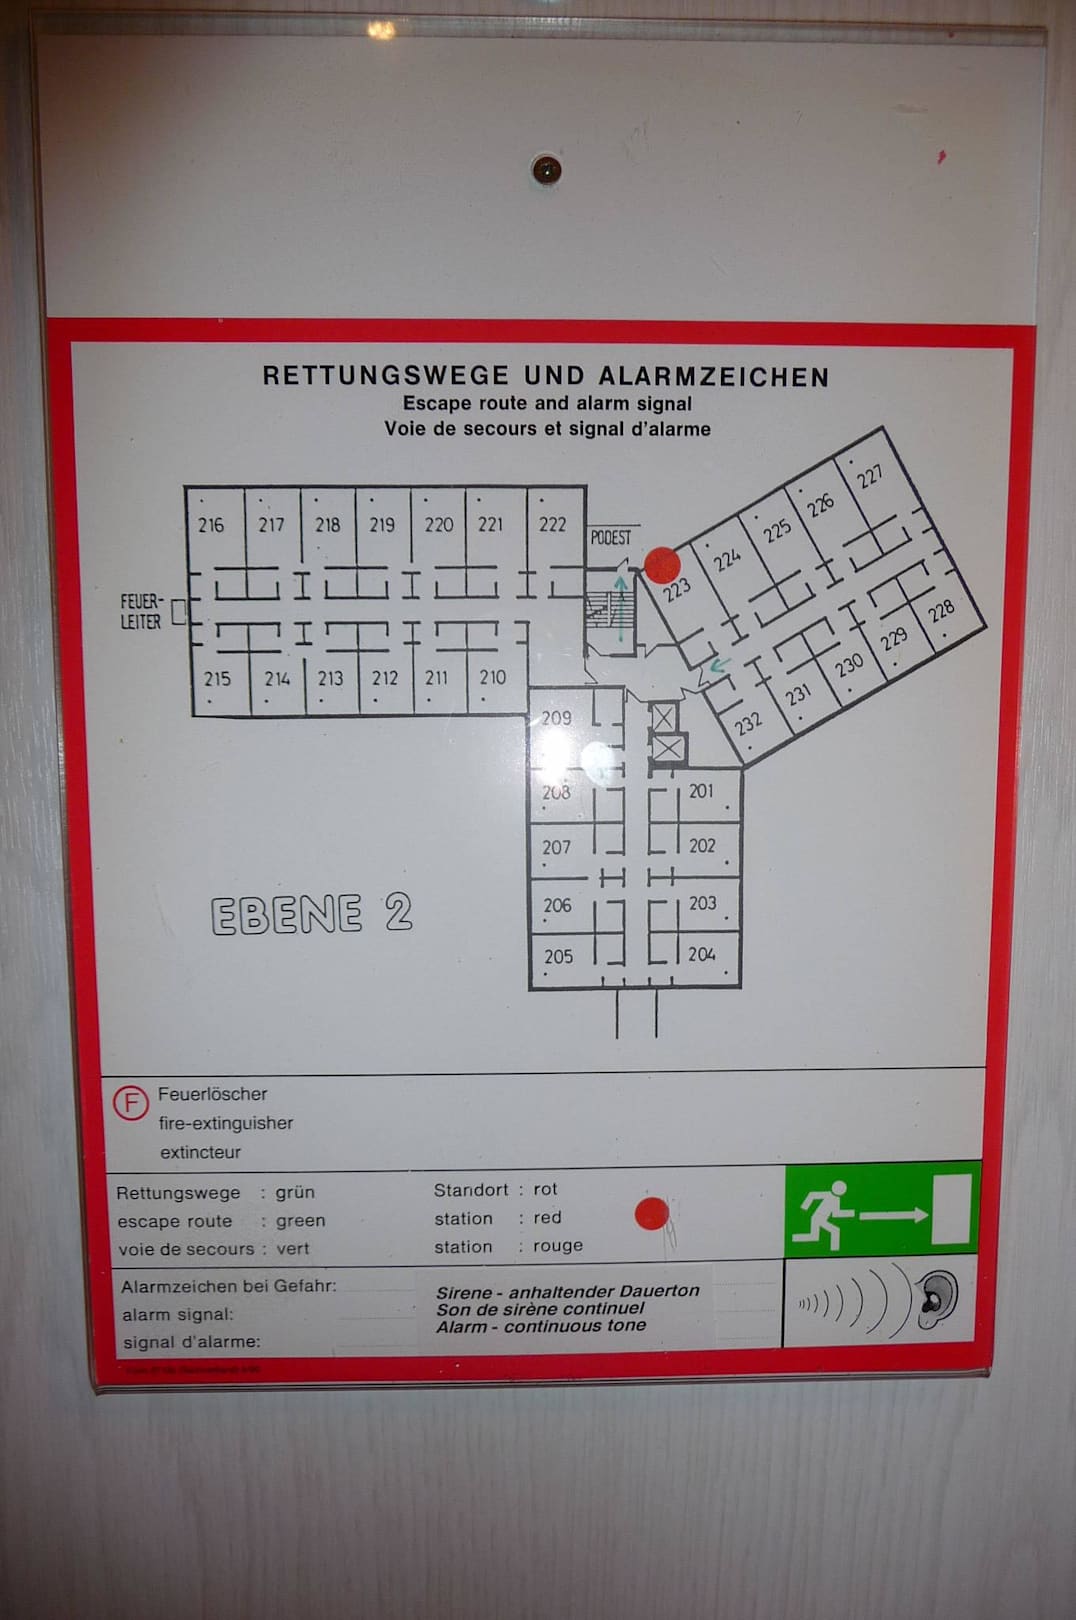 RETTUNGSWEGE UND ALARMZEICHEN
Escape route and alarm signal
Voie de secours et signal d'alarme
216 217 218 219 220 221 222
PODEST
223 224 225 226 227
FEUER-
LEITER
215 214 213 212 211 210
232 231 230 229 228
209
208 201
207 202
206 203
205 204
EBENE 2
F Feuerlöscher
fire-extinguisher
extincteur
Rettungswege : grün
escape route : green
voie de secours : vert
Standort : rot
station : red
station : rouge
Alarmzeichen bei Gefahr:
alarm signal:
signal d'alarme:
Sirene - anhaltender Dauerton
Son de sirène continuel
Alarm - continuous tone